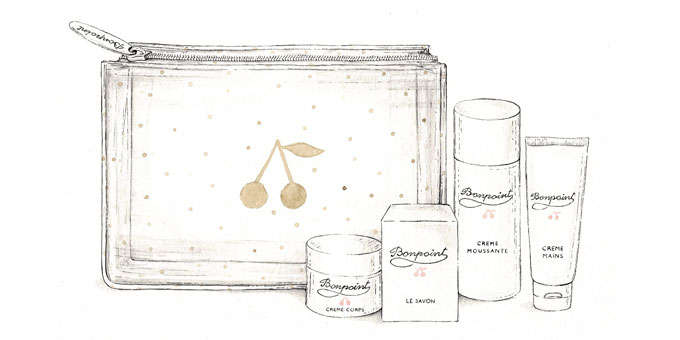 Bonpoint
Bonpoint
CREME CORPS
Bonpoint
LE SAVON
Bonpoint
CREME
MOUSSANTE
Bonpoint
CREME
MAINS